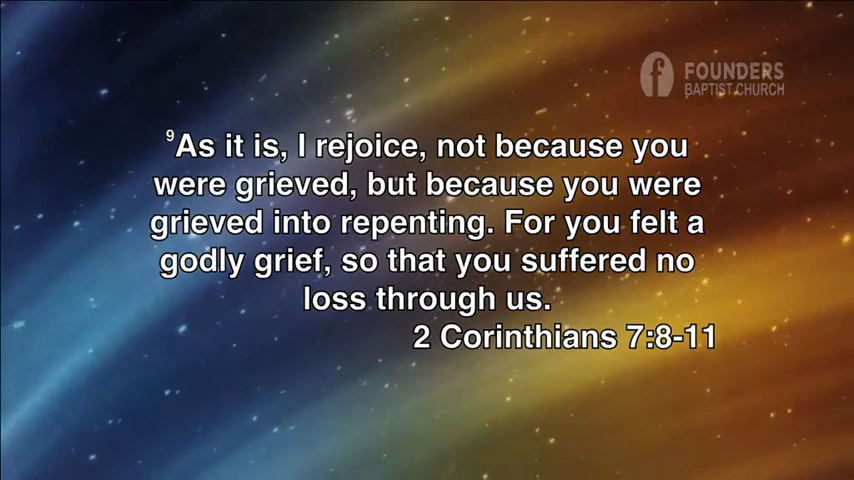 FOUNDERS
BAPTIST CHURCH
9As it is, I rejoice, not because you
were grieved, but because you were
grieved into repenting. For you felt a
godly grief, so that you suffered no
loss through us.
2 Corinthians 7:8-11